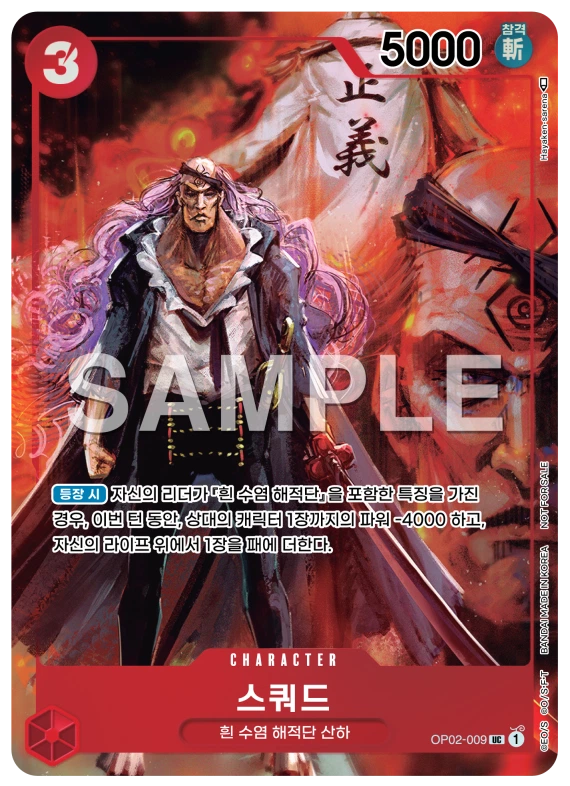 3
5000
참격
斬
正
義
Hayaken-sarena
SAMPLE
등장 시 자신의 리더가 『흰 수염 해적단』을 포함한 특징을 가진
경우, 이번 턴 동안, 상대의 캐릭터 1장까지의 파워 -4000 하고,
자신의 라이프 위에서 1장을 패에 더한다.
CHARACTER
스쿼드
흰 수염 해적단 산하
OP02-009 UC 1
©EO/S ©O/S·F·T BANDAI MADE IN KOREA NOT FOR SALE